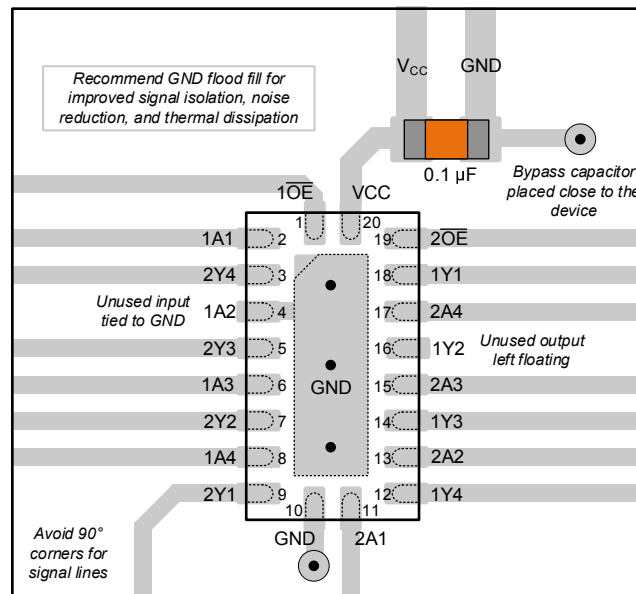 Recommend GND flood fill for
improved signal isolation, noise
reduction, and thermal dissipation
VCC GND
0.1 µF
Bypass capacitor
placed close to the
device
1OE VCC
1 20
1A1 2 19 2OE
2Y4 3 18 1Y1
Unused input
tied to GND
1A2 4 17 2A4
2Y3 5 16 1Y2
Unused output
left floating
1A3 6 GND 15 2A3
2Y2 7 14 1Y3
1A4 8 13 2A2
2Y1 9 12 1Y4
10 11
GND 2A1
Avoid 90°
corners for
signal lines